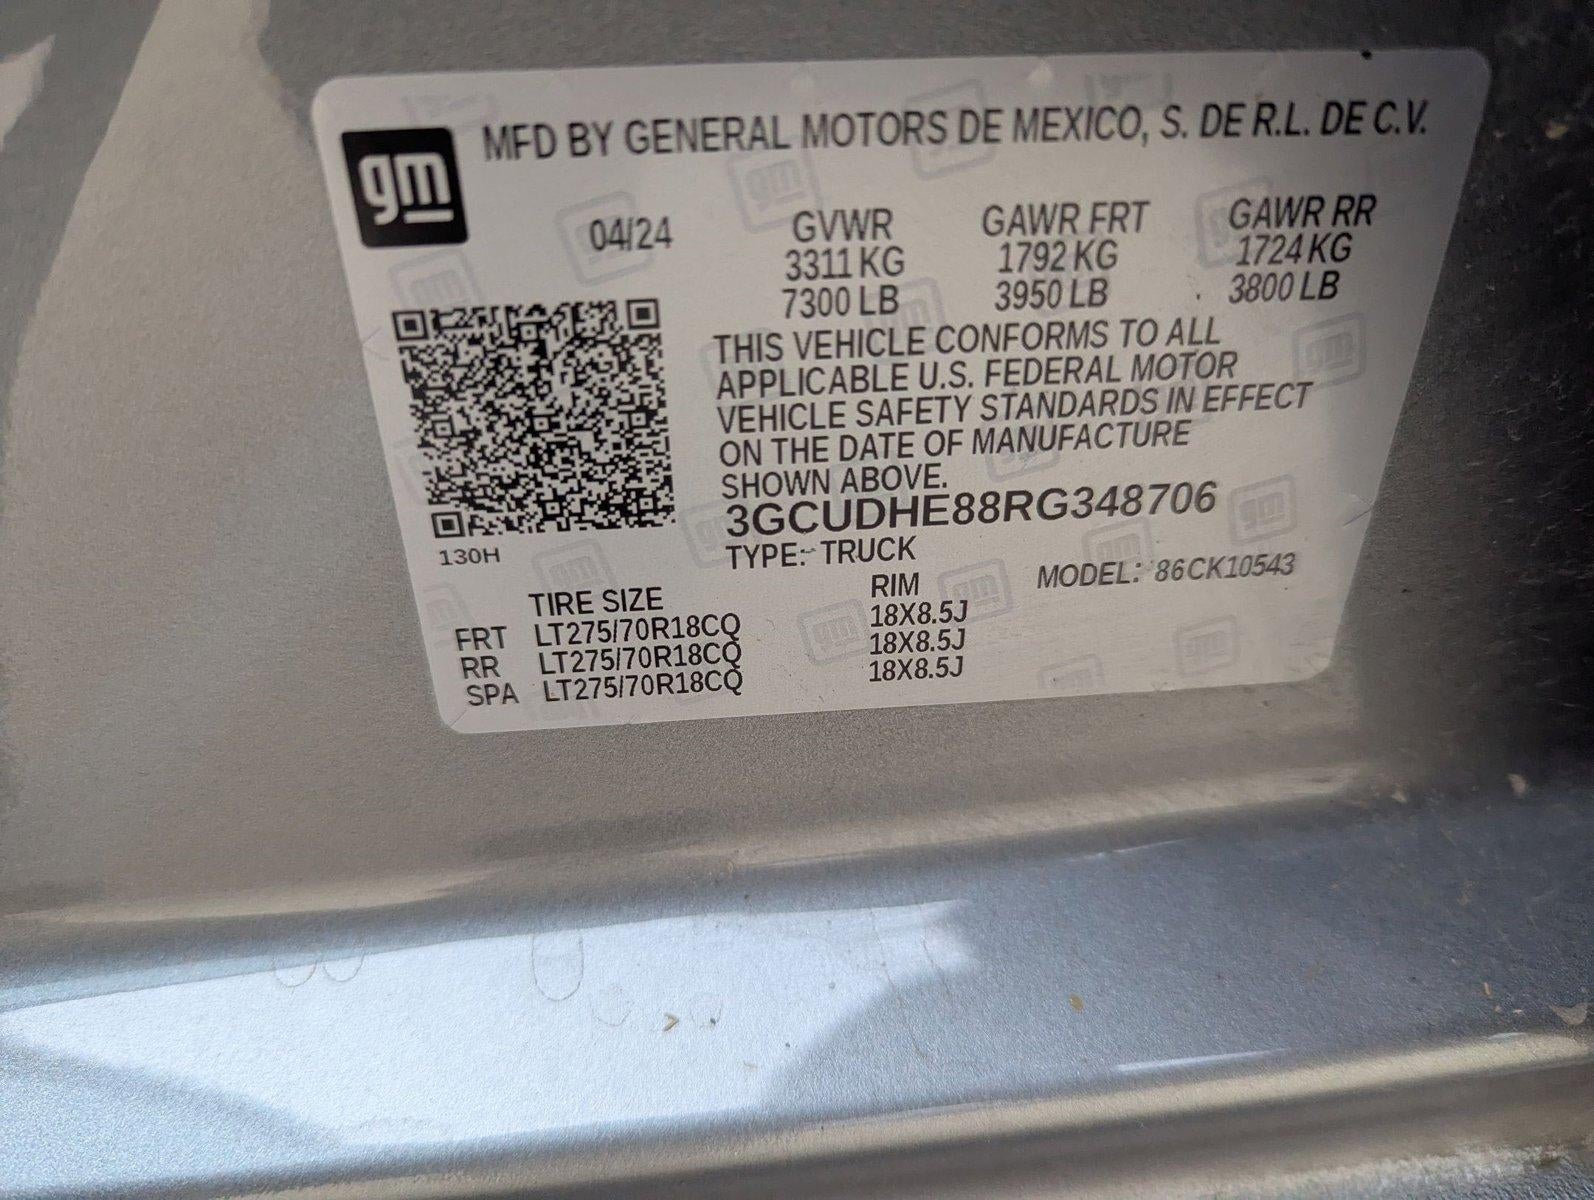 gm
MFD BY GENERAL MOTORS DE MEXICO, S. DE R.L. DE C.V.
04/24 GVWR GAWR FRT GAWR RR
3311 KG 1792 KG 1724 KG
7300 LB 3950 LB 3800 LB
THIS VEHICLE CONFORMS TO ALL
APPLICABLE U.S. FEDERAL MOTOR
VEHICLE SAFETY STANDARDS IN EFFECT
ON THE DATE OF MANUFACTURE
SHOWN ABOVE.
3GCUDHE88RG348706
130H
TYPE: TRUCK MODEL: 86CK10543
TIRE SIZE RIM
FRT LT275/70R18CQ 18X8.5J
RR LT275/70R18CQ 18X8.5J
SPA LT275/70R18CQ 18X8.5J